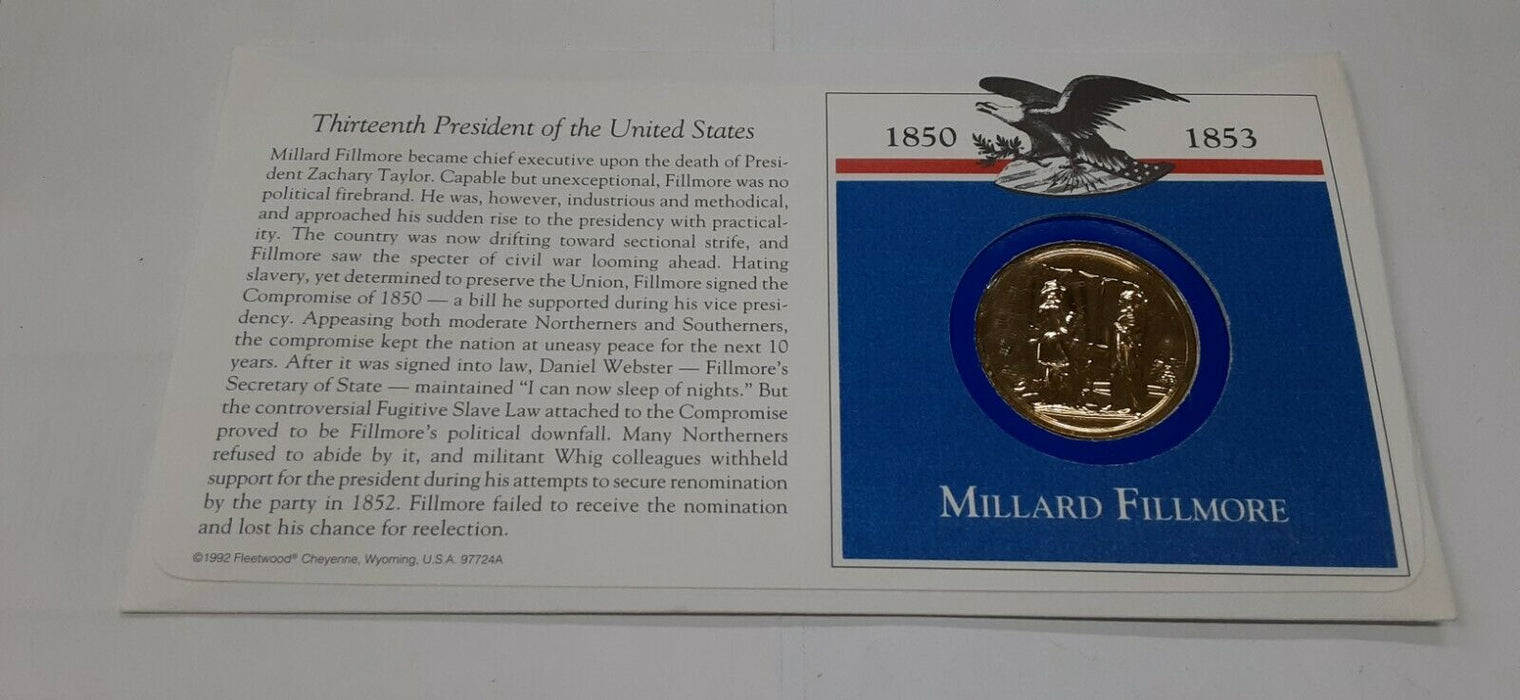 Thirteenth President of the United States
Millard Fillmore became chief executive upon the death of Presi-
dent Zachary Taylor. Capable but unexceptional, Fillmore was no
political firebrand. He was, however, industrious and methodical,
and approached his sudden rise to the presidency with practical-
ity. The country was now drifting toward sectional strife, and
Fillmore saw the specter of civil war looming ahead. Hating
slavery, yet determined to preserve the Union, Fillmore signed the
Compromise of 1850 — a bill he supported during his vice presi-
dency. Appeasing both moderate Northerners and Southerners,
the compromise kept the nation at uneasy peace for the next 10
years. After it was signed into law, Daniel Webster — Fillmore's
Secretary of State — maintained "I can now sleep of nights." But
the controversial Fugitive Slave Law attached to the Compromise
proved to be Fillmore's political downfall. Many Northerners
refused to abide by it, and militant Whig colleagues withheld
support for the president during his attempts to secure renomination
by the party in 1852. Fillmore failed to receive the nomination
and lost his chance for reelection.
©1992 Fleetwood® Cheyenne, Wyoming, U.S.A. 97724A
1850 1853
MILLARD FILLMORE